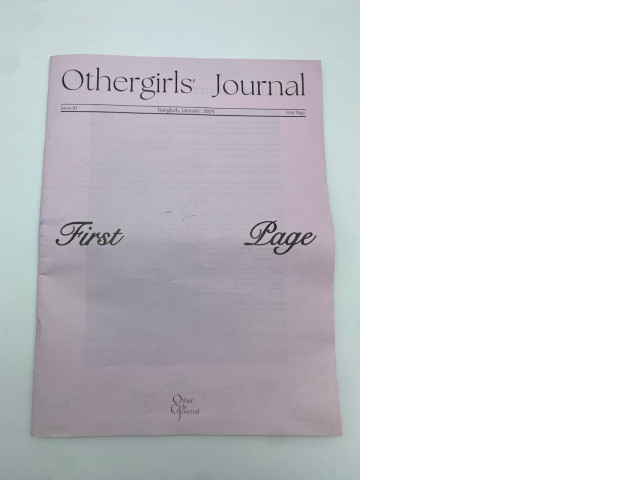 Othergirls' Journal
Issue 01 Bangkok, January, 2024 First Page
First Page
Other
Girls
Journal